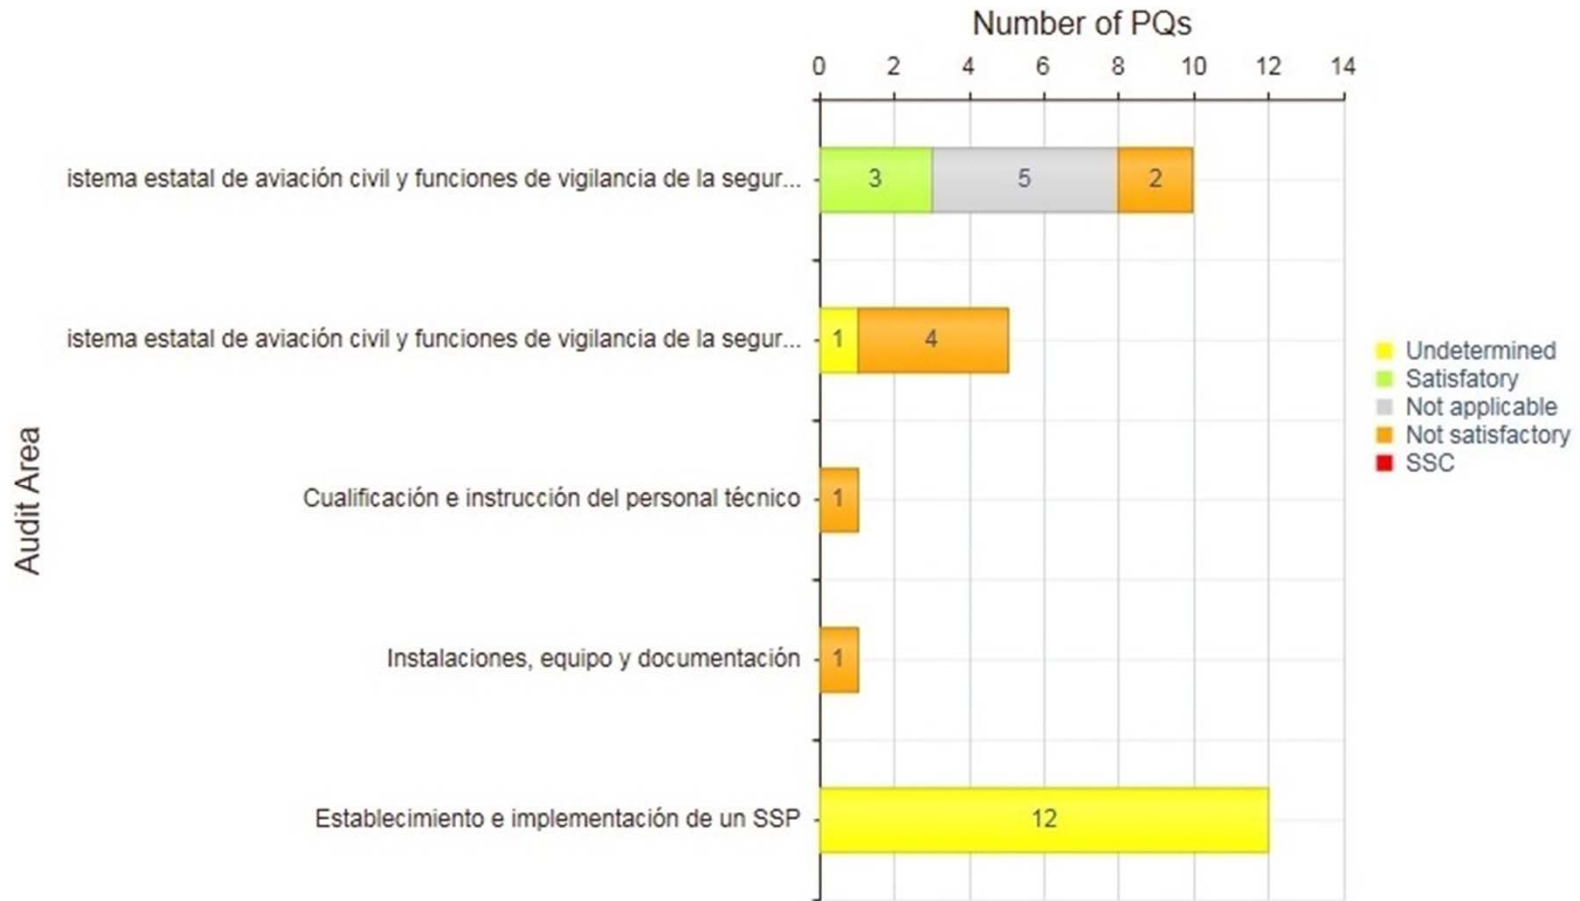 Number of PQs
0 2 4 6 8 10 12 14
istema estatal de aviación civil y funciones de vigilancia de la segur... 3 5 2
istema estatal de aviación civil y funciones de vigilancia de la segur... 1 4
Cualificación e instrucción del personal técnico 1
Instalaciones, equipo y documentación 1
Establecimiento e implementación de un SSP 12
Audit Area
Undetermined
Satisfatory
Not applicable
Not satisfactory
SSC